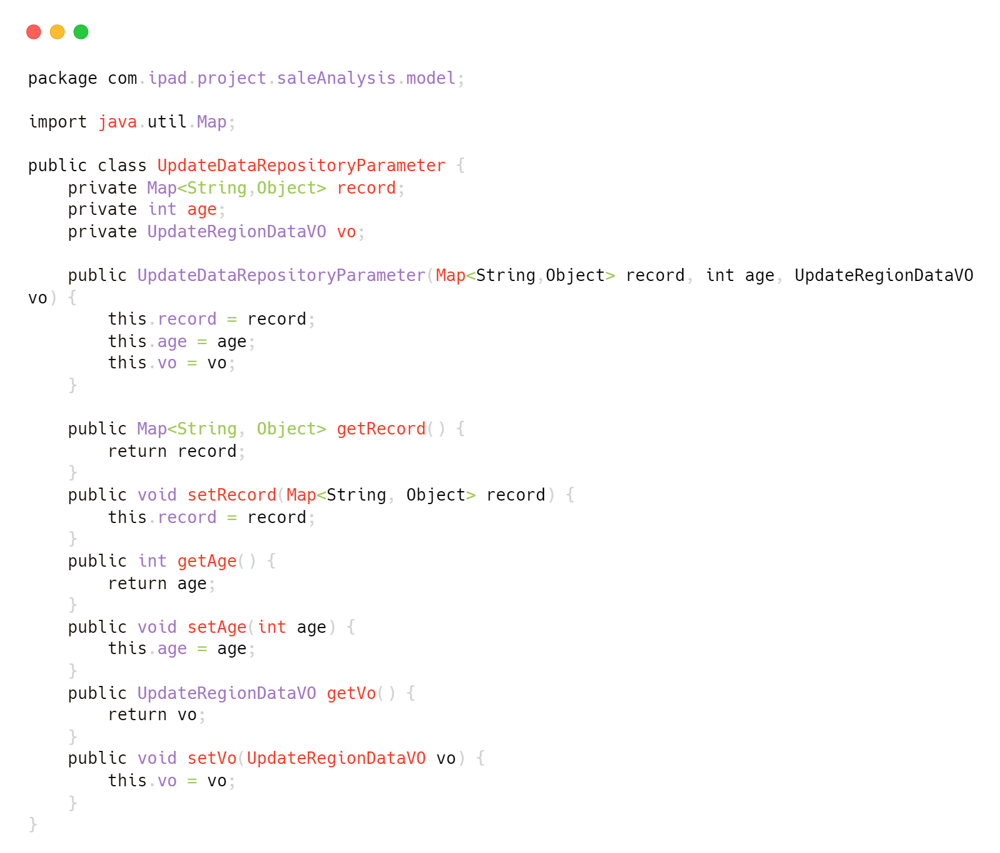 package com.ipad.project.saleAnalysis.model;

import java.util.Map;

public class UpdateDataRepositoryParameter {
    private Map<String,Object> record;
    private int age;
    private UpdateRegionDataVO vo;

    public UpdateDataRepositoryParameter(Map<String,Object> record, int age, UpdateRegionDataVO
vo) {
        this.record = record;
        this.age = age;
        this.vo = vo;
    }

    public Map<String, Object> getRecord() {
        return record;
    }
    public void setRecord(Map<String, Object> record) {
        this.record = record;
    }
    public int getAge() {
        return age;
    }
    public void setAge(int age) {
        this.age = age;
    }
    public UpdateRegionDataVO getVo() {
        return vo;
    }
    public void setVo(UpdateRegionDataVO vo) {
        this.vo = vo;
    }
}